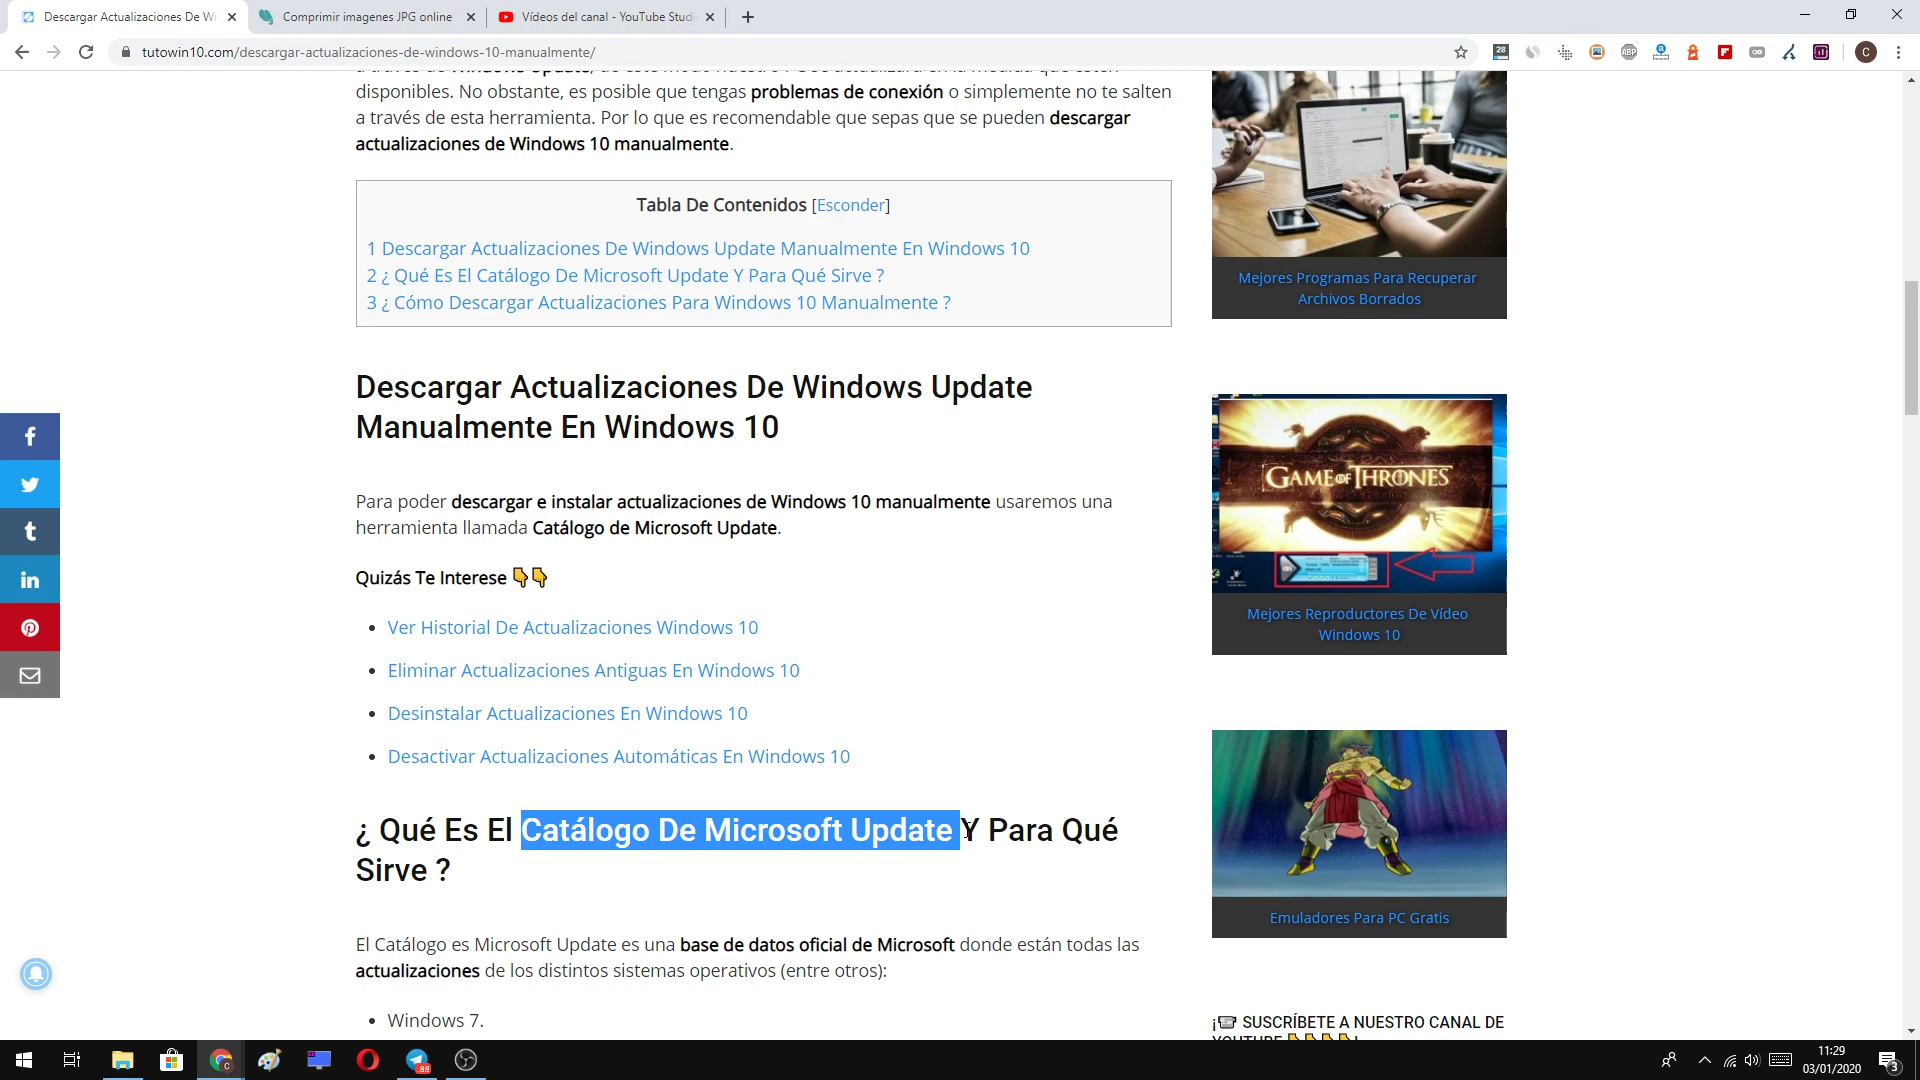 Descargar Actualizaciones De Wi
Comprimir imagenes JPG online
Vídeos del canal - YouTube Studi
tutowin10.com/descargar-actualizaciones-de-windows-10-manualmente/
28
ABP
C
disponibles. No obstante, es posible que tengas problemas de conexión o simplemente no te salten
a través de esta herramienta. Por lo que es recomendable que sepas que se pueden descargar
actualizaciones de Windows 10 manualmente.
Tabla De Contenidos [Esconder]
1 Descargar Actualizaciones De Windows Update Manualmente En Windows 10
2 ¿ Qué Es El Catálogo De Microsoft Update Y Para Qué Sirve ?
3 ¿ Cómo Descargar Actualizaciones Para Windows 10 Manualmente ?
Descargar Actualizaciones De Windows Update
Manualmente En Windows 10
Para poder descargar e instalar actualizaciones de Windows 10 manualmente usaremos una
herramienta llamada Catálogo de Microsoft Update.
Quizás Te Interese 👇👇
• Ver Historial De Actualizaciones Windows 10
• Eliminar Actualizaciones Antiguas En Windows 10
• Desinstalar Actualizaciones En Windows 10
• Desactivar Actualizaciones Automáticas En Windows 10
¿ Qué Es El Catálogo De Microsoft Update Y Para Qué
Sirve ?
El Catálogo es Microsoft Update es una base de datos oficial de Microsoft donde están todas las
actualizaciones de los distintos sistemas operativos (entre otros):
• Windows 7.
Mejores Programas Para Recuperar
Archivos Borrados
GAME OF THRONES
Mejores Reproductores De Vídeo
Windows 10
Emuladores Para PC Gratis
¡📨 SUSCRÍBETE A NUESTRO CANAL DE
88
11:29
03/01/2020
3